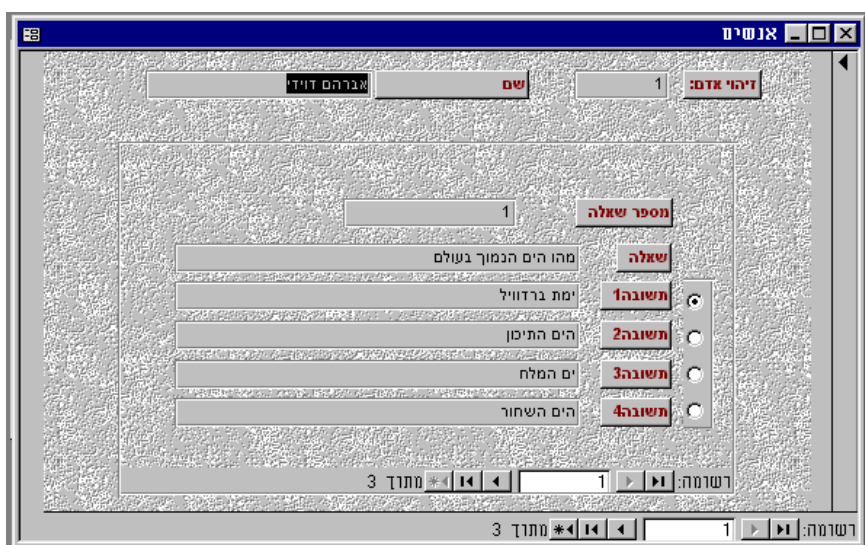 אנשים
זיהוי אדם: 1 שם אברהם דוידי
מספר שאלה 1
שאלה מהו הים הנמוך בעולם
תשובה1 ימת ברדוויל
תשובה2 הים התיכון
תשובה3 ים המלח
תשובה4 הים השחור
רשומה: 1 מתוך 3
רשומה: 1 מתוך 3